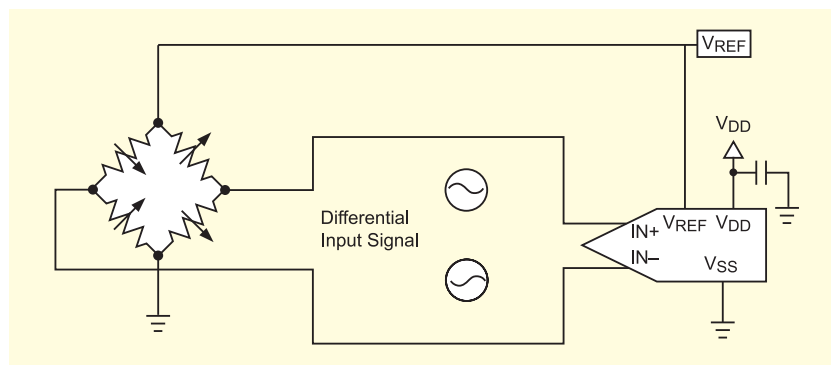 VREF
VDD
Differential
Input Signal
IN+
IN–
VREF
VDD
VSS